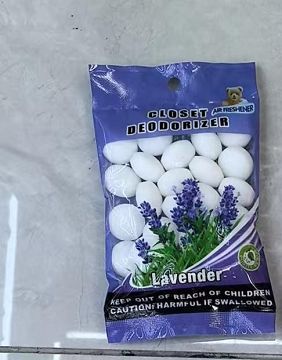 AIR FRESHENER
CLOSET
DEODORIZER
Lavender
KEEP OUT OF REACH OF CHILDREN
CAUTION: HARMFUL IF SWALLOWED